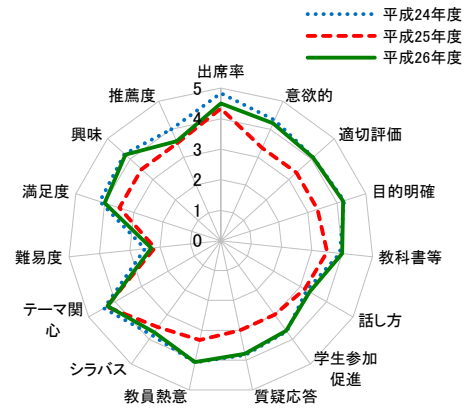 平成24年度
平成25年度
平成26年度
出席率
意欲的
適切評価
目的明確
教科書等
話し方
学生参加
促進
質疑応答
教員熱意
シラバス
テーマ関
心
難易度
満足度
興味
推薦度
5
4
3
2
1
0